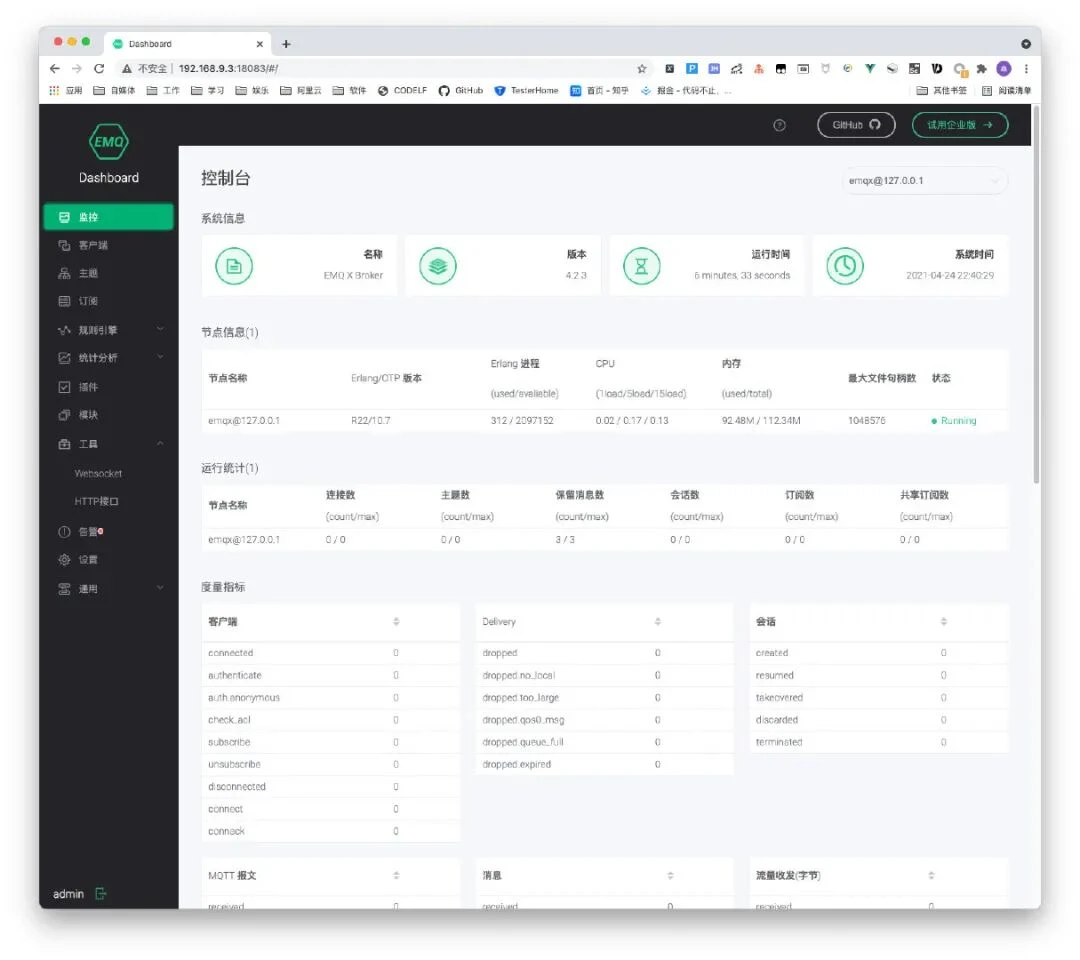 Dashboard
不安全 | 192.168.9.3:18083/#/
应用 自媒体 工作 学习 娱乐 阿里云 软件 CODELF GitHub TesterHome 首页 - 知乎 掘金 - 代码不止，... 其他书签 阅读清单
EMQ
Dashboard
GitHub 试用企业版 →
监控
客户端
主题
订阅
规则引擎
统计分析
插件
模块
工具
Websocket
HTTP接口
告警
设置
通用
admin
控制台
emqx@127.0.0.1
系统信息
名称
EMQ X Broker
版本
4.2.3
运行时间
6 minutes, 33 seconds
系统时间
2021-04-24 22:40:29
节点信息(1)
节点名称 Erlang/OTP 版本 Erlang 进程 (used/avaliable) CPU (1load/5load/15load) 内存 (used/total) 最大文件句柄数 状态
emqx@127.0.0.1 R22/10.7 312 / 2097152 0.02 / 0.17 / 0.13 92.48M / 112.34M 1048576 Running
运行统计(1)
节点名称 连接数 (count/max) 主题数 (count/max) 保留消息数 (count/max) 会话数 (count/max) 订阅数 (count/max) 共享订阅数 (count/max)
emqx@127.0.0.1 0 / 0 0 / 0 3 / 3 0 / 0 0 / 0 0 / 0
度量指标
客户端
connected 0
authenticate 0
auth.anonymous 0
check_acl 0
subscribe 0
unsubscribe 0
disconnected 0
connect 0
connack 0
Delivery
dropped 0
dropped.no_local 0
dropped.too_large 0
dropped.qos0_msg 0
dropped.queue_full 0
dropped.expired 0
会话
created 0
resumed 0
takeovered 0
discarded 0
terminated 0
MQTT 报文
received 0
消息
received 0
流量收发(字节)
received 0